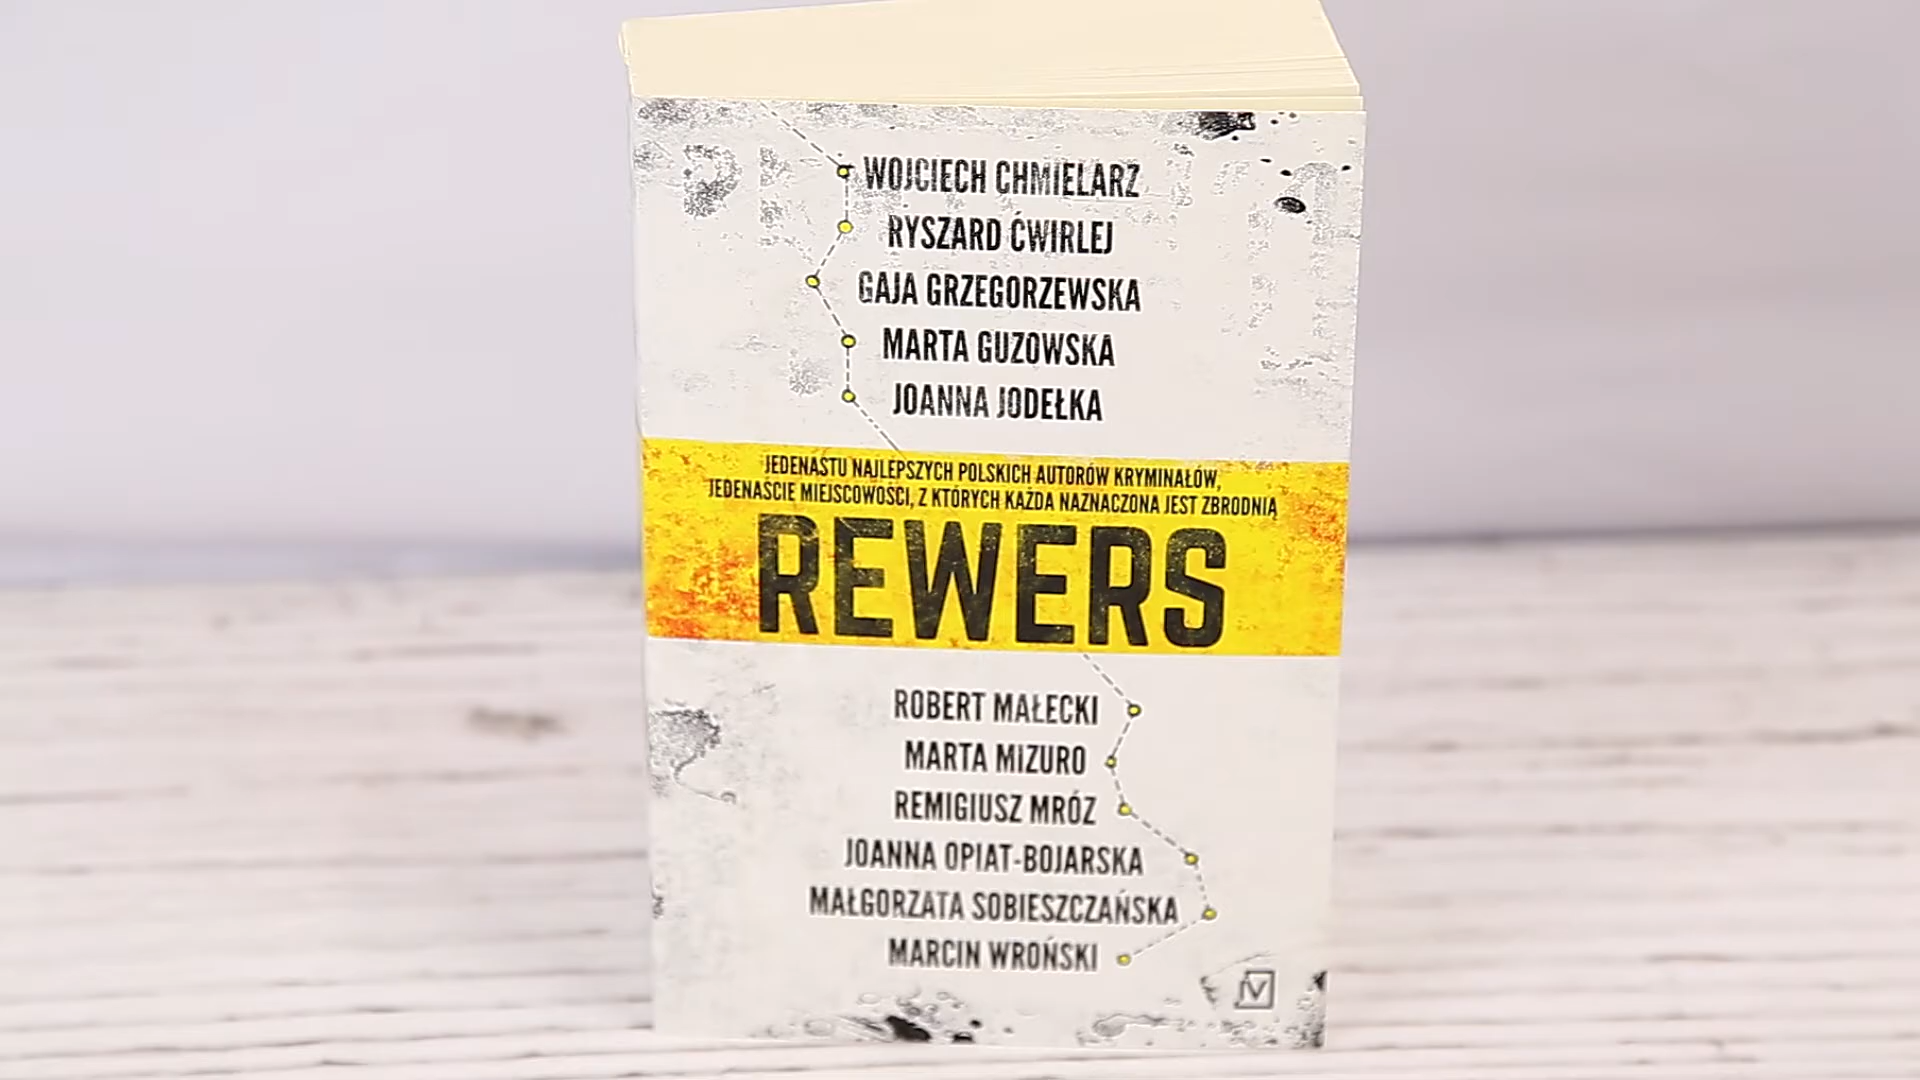 WOJCIECH CHMIELARZ
RYSZARD ĆWIRLEJ
GAJA GRZEGORZEWSKA
MARTA GUZOWSKA
JOANNA JODEŁKA
JEDENASTU NAJLEPSZYCH POLSKICH AUTORÓW KRYMINAŁÓW,
JEDENAŚCIE MIEJSCOWOŚCI, Z KTÓRYCH KAŻDA NAZNACZONA JEST ZBRODNIĄ
REWERS
ROBERT MAŁECKI
MARTA MIZURO
REMIGIUSZ MRÓZ
JOANNA OPIAT-BOJARSKA
MAŁGORZATA SOBIESZCZAŃSKA
MARCIN WROŃSKI